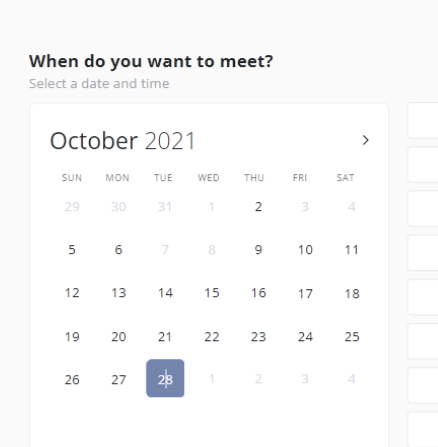 When do you want to meet?
Select a date and time
October 2021
SUN MON TUE WED THU FRI SAT
29 30 31 1 2 3 4
5 6 7 8 9 10 11
12 13 14 15 16 17 18
19 20 21 22 23 24 25
26 27 28 1 2 3 4